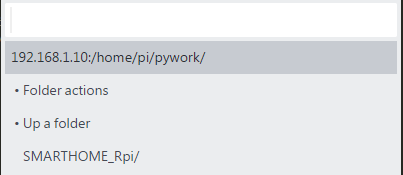 192.168.1.10:/home/pi/pywork/
• Folder actions
• Up a folder
SMARTHOME_Rpi/